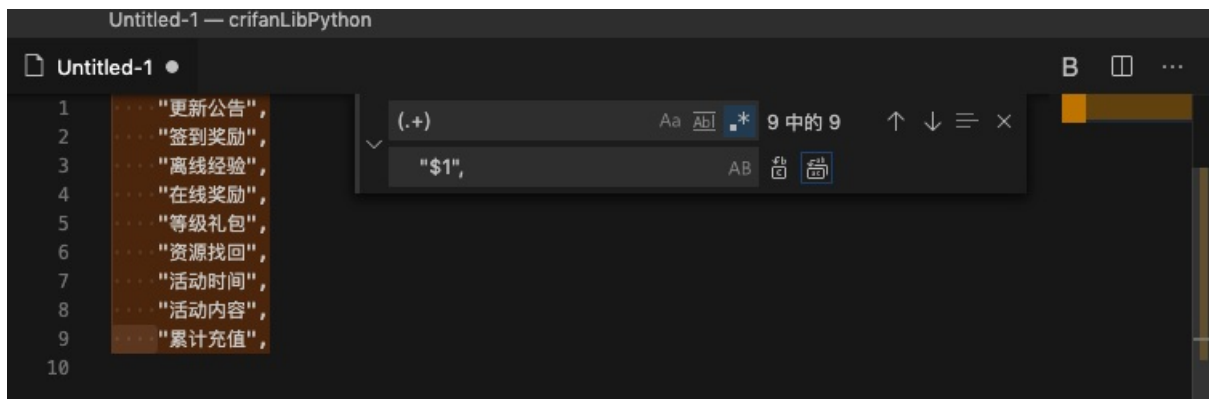 Untitled-1 — crifanLibPython
Untitled-1 ●
B
1 "更新公告",
2 "签到奖励",
3 "离线经验",
4 "在线奖励",
5 "等级礼包",
6 "资源找回",
7 "活动时间",
8 "活动内容",
9 "累计充值",
10
(.+) Aa Abl .* 9 中的 9
"$1", AB